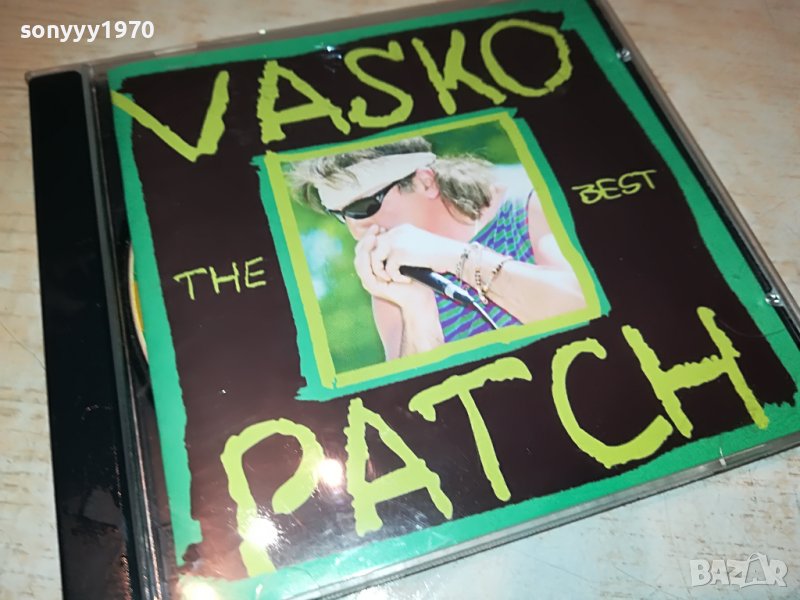 sonyyy1970
VASKO
THE BEST
PATCH
BAZAR